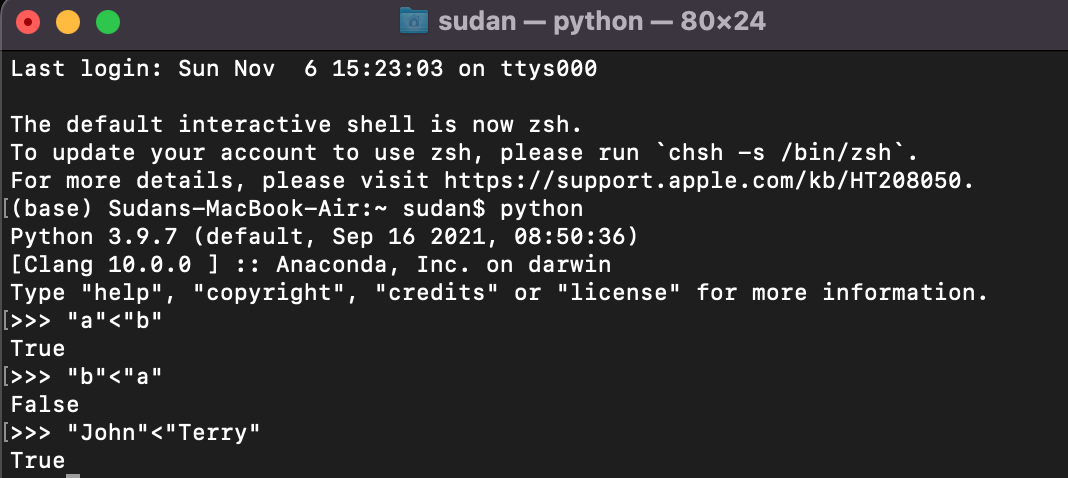 sudan — python — 80×24
Last login: Sun Nov  6 15:23:03 on ttys000
The default interactive shell is now zsh.
To update your account to use zsh, please run `chsh -s /bin/zsh`.
For more details, please visit https://support.apple.com/kb/HT208050.
[(base) Sudans-MacBook-Air:~ sudan$ python
Python 3.9.7 (default, Sep 16 2021, 08:50:36)
[Clang 10.0.0 ] :: Anaconda, Inc. on darwin
Type "help", "copyright", "credits" or "license" for more information.
[>>> "a"<"b"
True
[>>> "b"<"a"
False
[>>> "John"<"Terry"
True